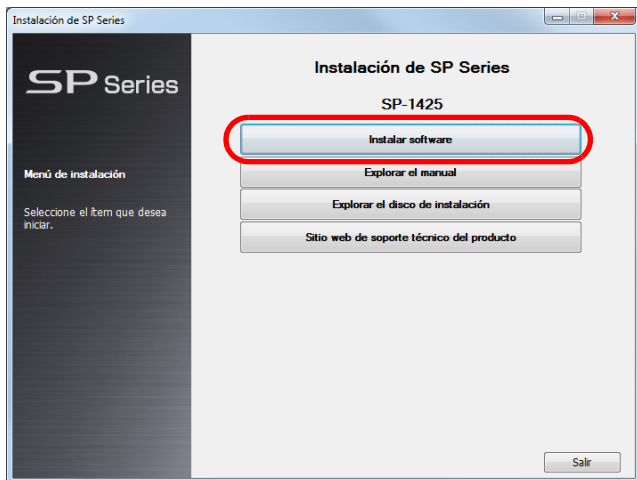 Instalación de SP Series
SP Series
Menú de instalación
Seleccione el ítem que desea
iniciar.
Instalación de SP Series
SP-1425
Instalar software
Explorar el manual
Explorar el disco de instalación
Sitio web de soporte técnico del producto
Salir